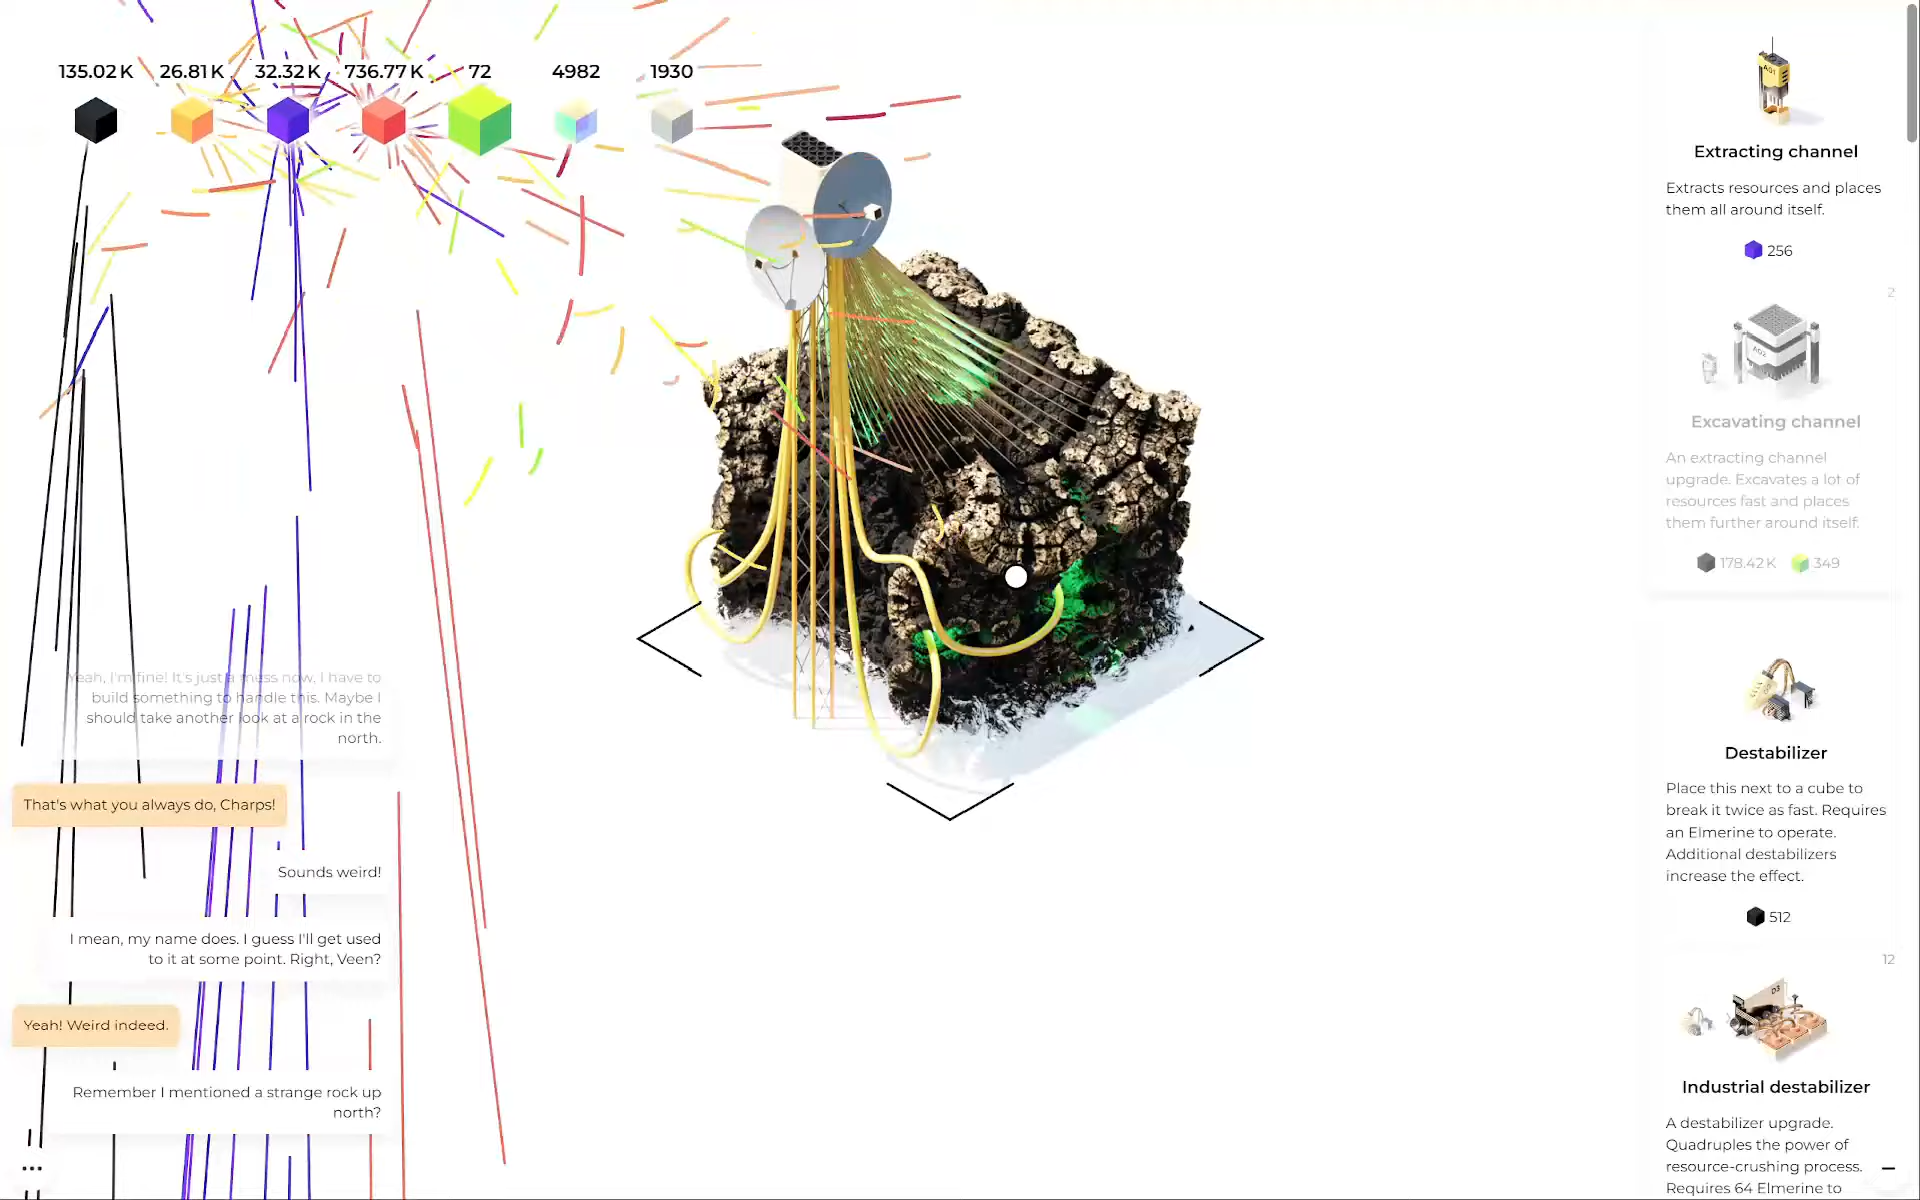 135.02 K
26.81 K
32.32 K
736.77 K
72
4982
1930
Yeah, I'm fine! It's just a mess now, I have to
build something to handle this. Maybe I
should take another look at a rock in the
north.
That's what you always do, Charps!
Sounds weird!
I mean, my name does. I guess I'll get used
to it at some point. Right, Veen?
Yeah! Weird indeed.
Remember I mentioned a strange rock up
north?
Extracting channel
Extracts resources and places
them all around itself.
256
2
Excavating channel
An extracting channel
upgrade. Excavates a lot of
resources fast and places
them further around itself.
178.42 K
349
Destabilizer
Place this next to a cube to
break it twice as fast. Requires
an Elmerine to operate.
Additional destabilizers
increase the effect.
512
12
Industrial destabilizer
A destabilizer upgrade.
Quadruples the power of
resource-crushing process.
Requires 64 Elmerine to